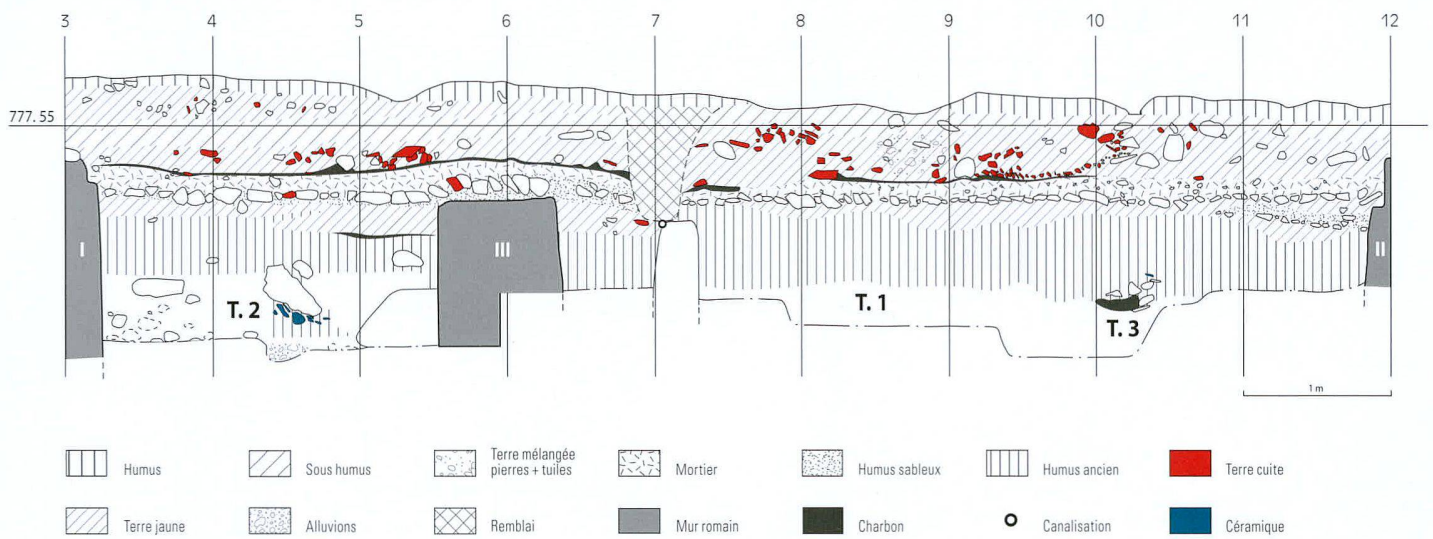 3 4 5 6 7 8 9 10 11 12
777.55
I III II
T. 2 T. 1 T. 3
1 m
Humus Sous humus Terre mélangée pierres + tuiles Mortier Humus sableux Humus ancien Terre cuite
Terre jaune Alluvions Remblai Mur romain Charbon Canalisation Céramique